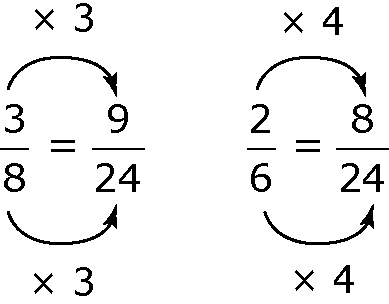 × 3 × 4
3/8 = 9/24 2/6 = 8/24
× 3 × 4